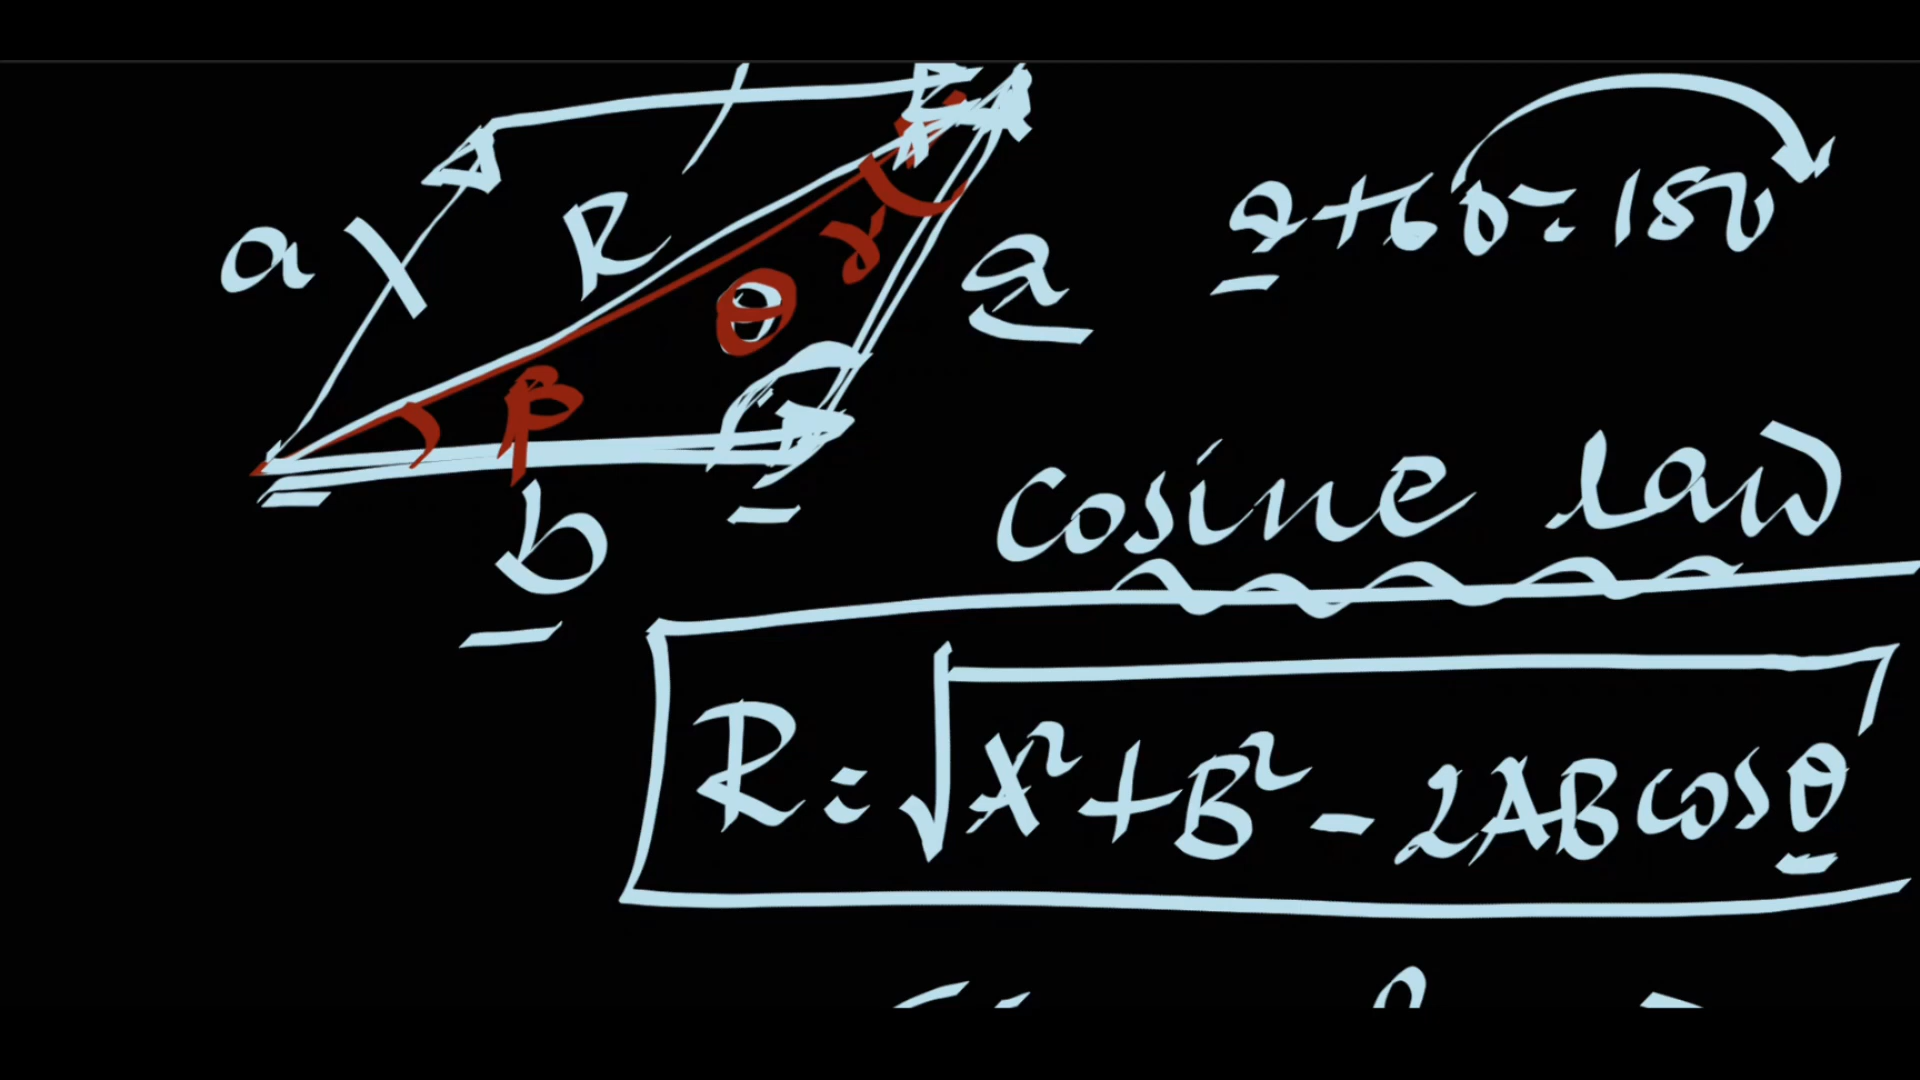 a
R
γ
θ
a
β
b
θ+60=180
cosine law
R=√A²+B²-2ABcosθ